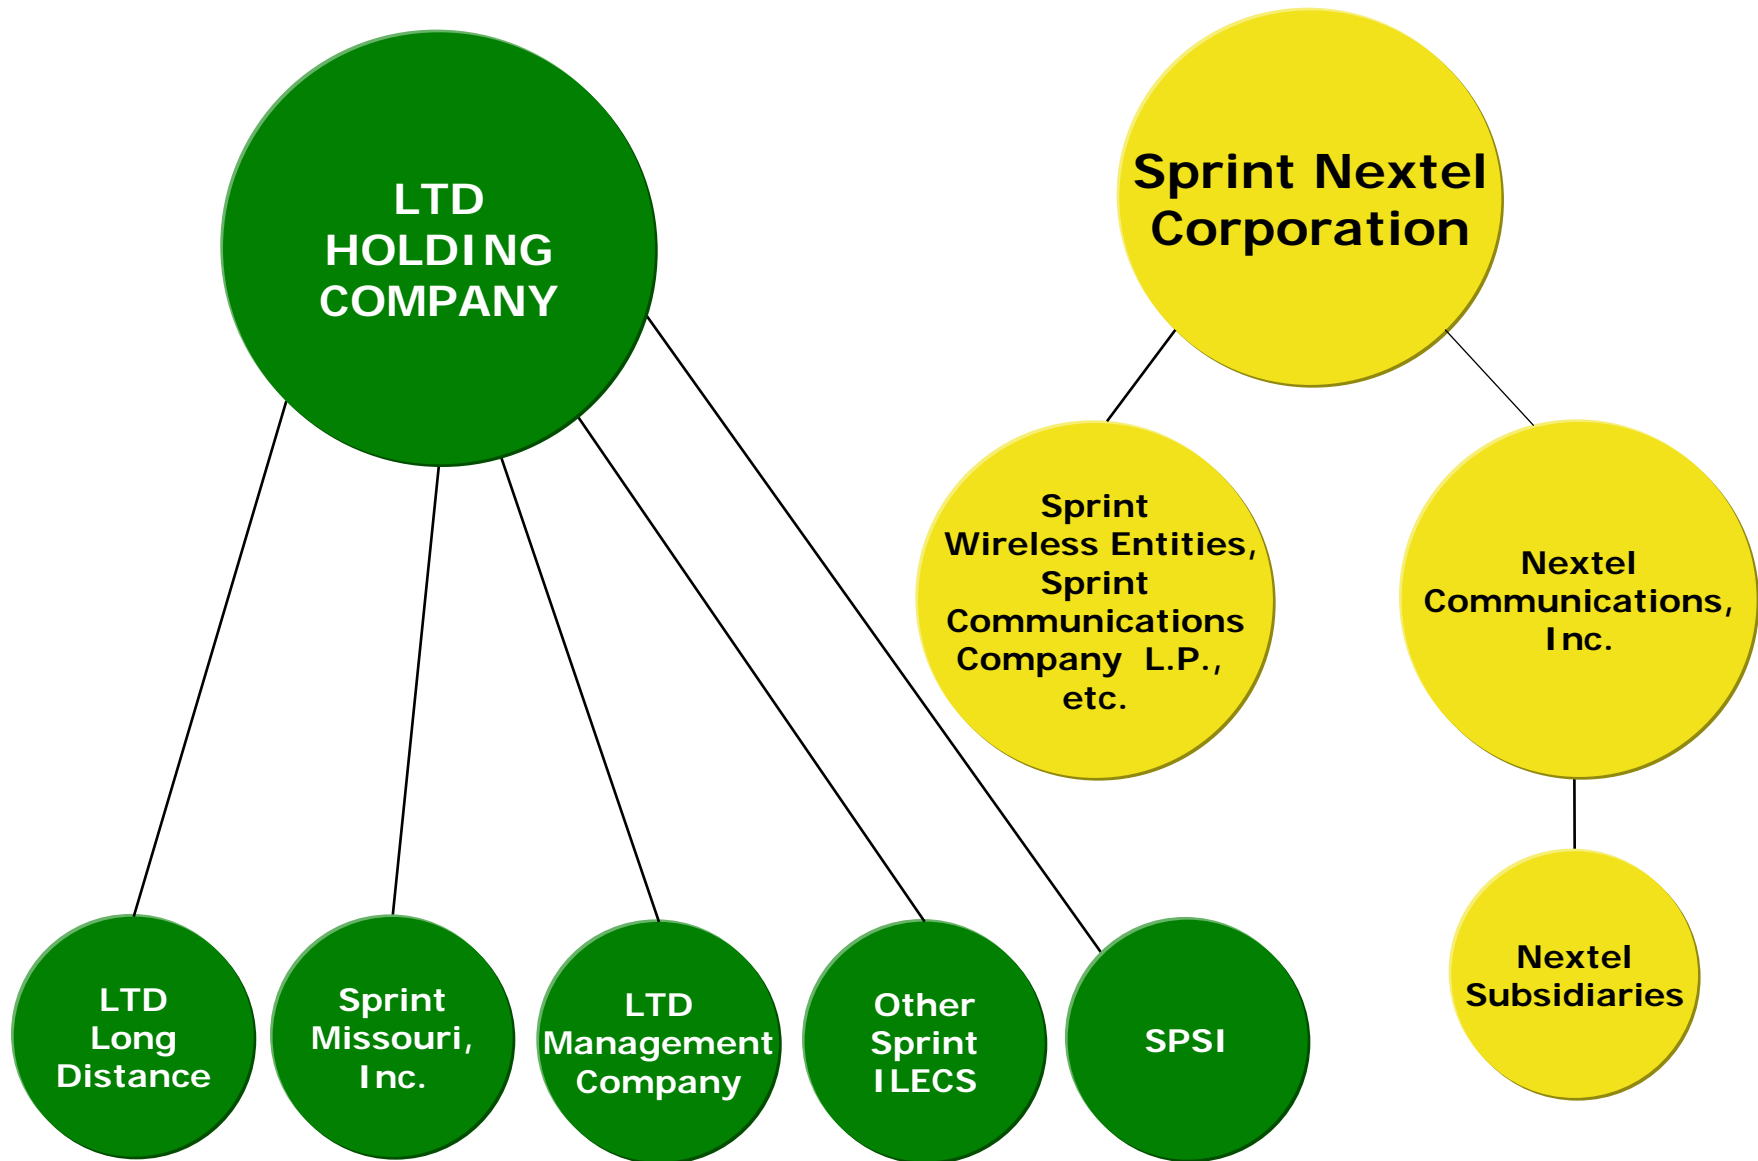 LTD
HOLDING
COMPANY
Sprint Nextel
Corporation
Sprint
Wireless Entities,
Sprint
Communications
Company L.P.,
etc.
Nextel
Communications,
Inc.
Nextel
Subsidiaries
LTD
Long
Distance
Sprint
Missouri,
Inc.
LTD
Management
Company
Other
Sprint
ILECS
SPSI